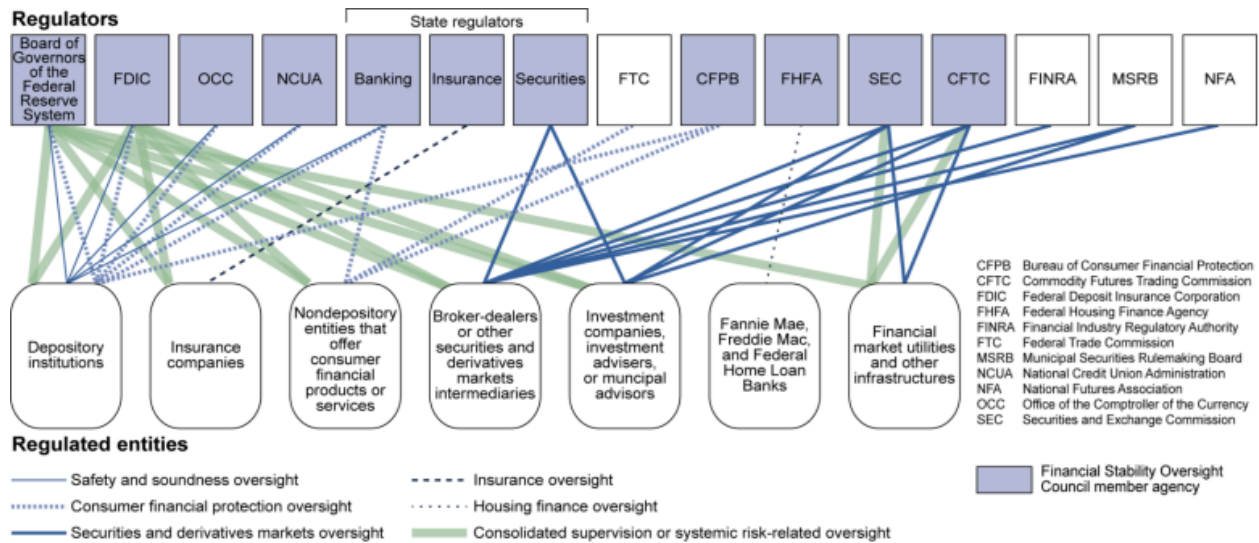 Regulators
State regulators
Board of
Governors
of the
Federal
Reserve
System
FDIC
OCC
NCUA
Banking
Insurance
Securities
FTC
CFPB
FHFA
SEC
CFTC
FINRA
MSRB
NFA
Depository
institutions
Insurance
companies
Nondepository
entities that
offer
consumer
financial
products or
services
Broker-dealers
or other
securities and
derivatives
markets
intermediaries
Investment
companies,
investment
advisers,
or muncipal
advisors
Fannie Mae,
Freddie Mac,
and Federal
Home Loan
Banks
Financial
market utilities
and other
infrastructures
CFPB Bureau of Consumer Financial Protection
CFTC Commodity Futures Trading Commission
FDIC Federal Deposit Insurance Corporation
FHFA Federal Housing Finance Agency
FINRA Financial Industry Regulatory Authority
FTC Federal Trade Commission
MSRB Municipal Securities Rulemaking Board
NCUA National Credit Union Administration
NFA National Futures Association
OCC Office of the Comptroller of the Currency
SEC Securities and Exchange Commission
Regulated entities
Safety and soundness oversight
Consumer financial protection oversight
Securities and derivatives markets oversight
Insurance oversight
Housing finance oversight
Consolidated supervision or systemic risk-related oversight
Financial Stability Oversight
Council member agency